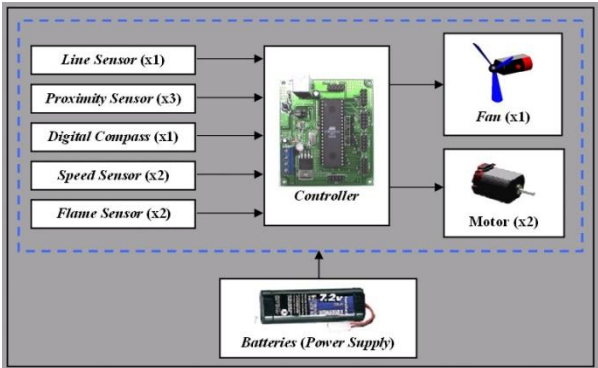 Line Sensor (x1)
Proximity Sensor (x3)
Digital Compass (x1)
Speed Sensor (x2)
Flame Sensor (x2)
Controller
Fan (x1)
Motor (x2)
7.2v
Batteries (Power Supply)